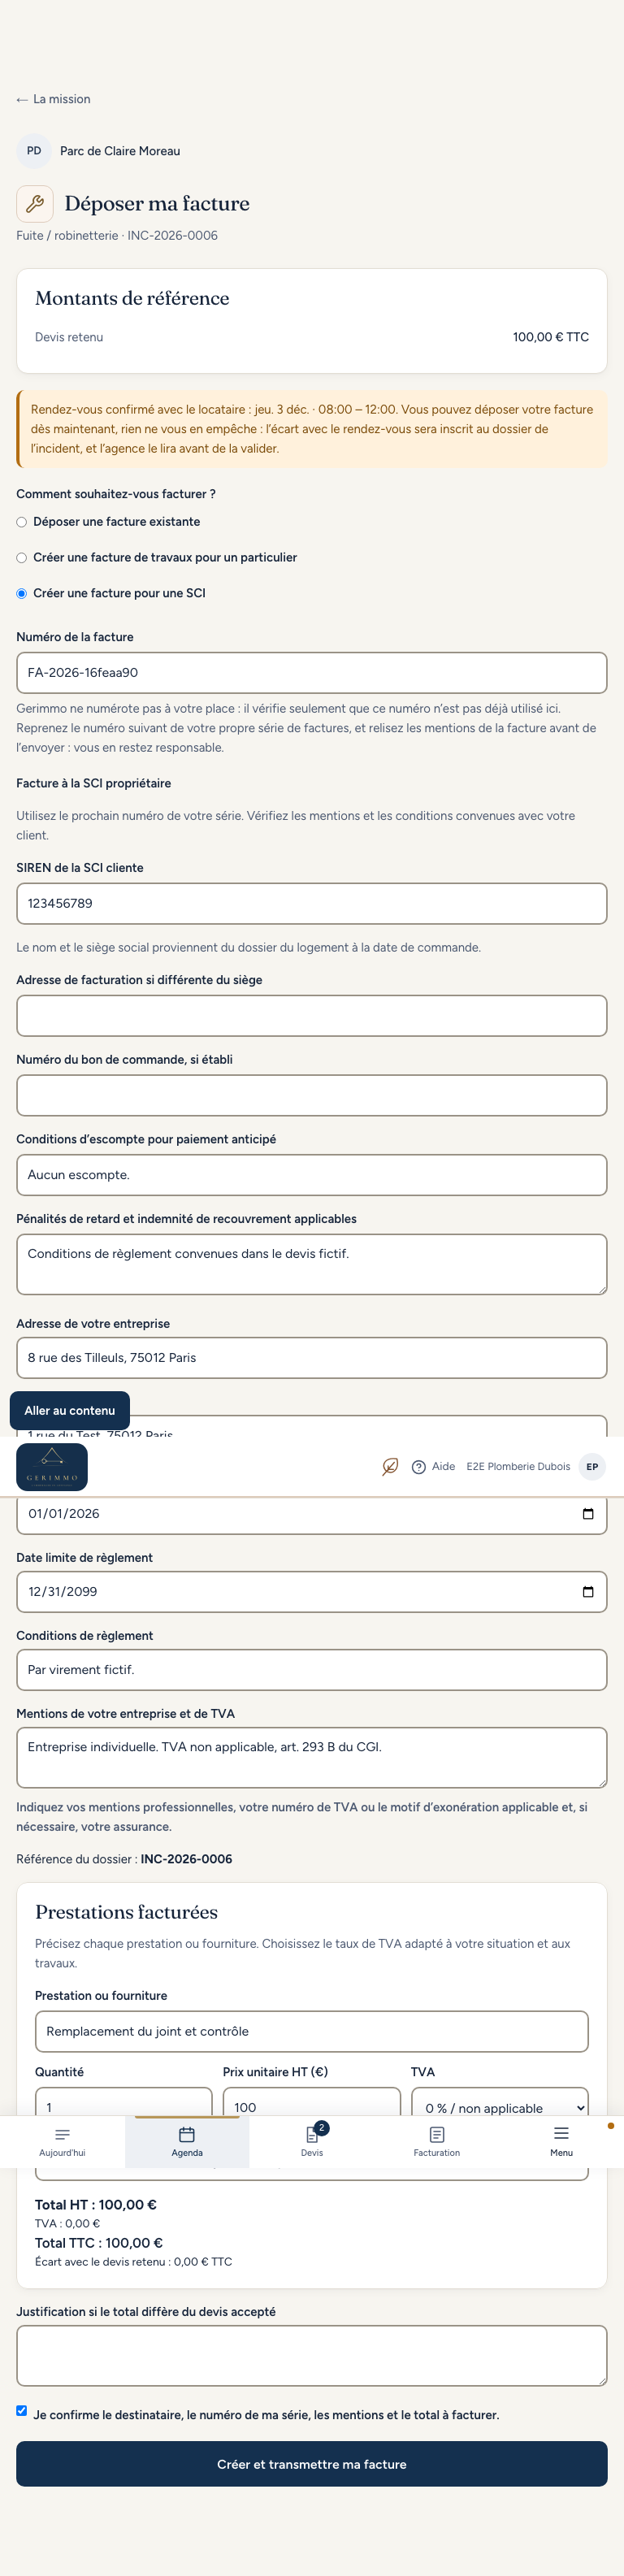 ← La mission
PD
Parc de Claire Moreau
Déposer ma facture
Fuite / robinetterie · INC-2026-0006
Montants de référence
Devis retenu 100,00 € TTC
Rendez-vous confirmé avec le locataire : jeu. 3 déc. · 08:00 – 12:00. Vous pouvez déposer votre facture
dès maintenant, rien ne vous en empêche : l’écart avec le rendez-vous sera inscrit au dossier de
l’incident, et l’agence le lira avant de la valider.
Comment souhaitez-vous facturer ?
Déposer une facture existante
Créer une facture de travaux pour un particulier
Créer une facture pour une SCI
Numéro de la facture
FA-2026-16feaa90
Gerimmo ne numérote pas à votre place : il vérifie seulement que ce numéro n’est pas déjà utilisé ici.
Reprenez le numéro suivant de votre propre série de factures, et relisez les mentions de la facture avant de
l’envoyer : vous en restez responsable.
Facture à la SCI propriétaire
Utilisez le prochain numéro de votre série. Vérifiez les mentions et les conditions convenues avec votre
client.
SIREN de la SCI cliente
123456789
Le nom et le siège social proviennent du dossier du logement à la date de commande.
Adresse de facturation si différente du siège
Numéro du bon de commande, si établi
Conditions d’escompte pour paiement anticipé
Aucun escompte.
Pénalités de retard et indemnité de recouvrement applicables
Conditions de règlement convenues dans le devis fictif.
Adresse de votre entreprise
8 rue des Tilleuls, 75012 Paris
Aller au contenu
1 rue du Test, 75012 Paris
GERIMMO
Aide
E2E Plomberie Dubois
EP
01/01/2026
Date limite de règlement
12/31/2099
Conditions de règlement
Par virement fictif.
Mentions de votre entreprise et de TVA
Entreprise individuelle. TVA non applicable, art. 293 B du CGI.
Indiquez vos mentions professionnelles, votre numéro de TVA ou le motif d’exonération applicable et, si
nécessaire, votre assurance.
Référence du dossier : INC-2026-0006
Prestations facturées
Précisez chaque prestation ou fourniture. Choisissez le taux de TVA adapté à votre situation et aux
travaux.
Prestation ou fourniture
Remplacement du joint et contrôle
Quantité Prix unitaire HT (€) TVA
1 100 0 % / non applicable
Aujourd’hui Agenda Devis 2 Facturation Menu
Total HT : 100,00 €
TVA : 0,00 €
Total TTC : 100,00 €
Écart avec le devis retenu : 0,00 € TTC
Justification si le total diffère du devis accepté
Je confirme le destinataire, le numéro de ma série, les mentions et le total à facturer.
Créer et transmettre ma facture